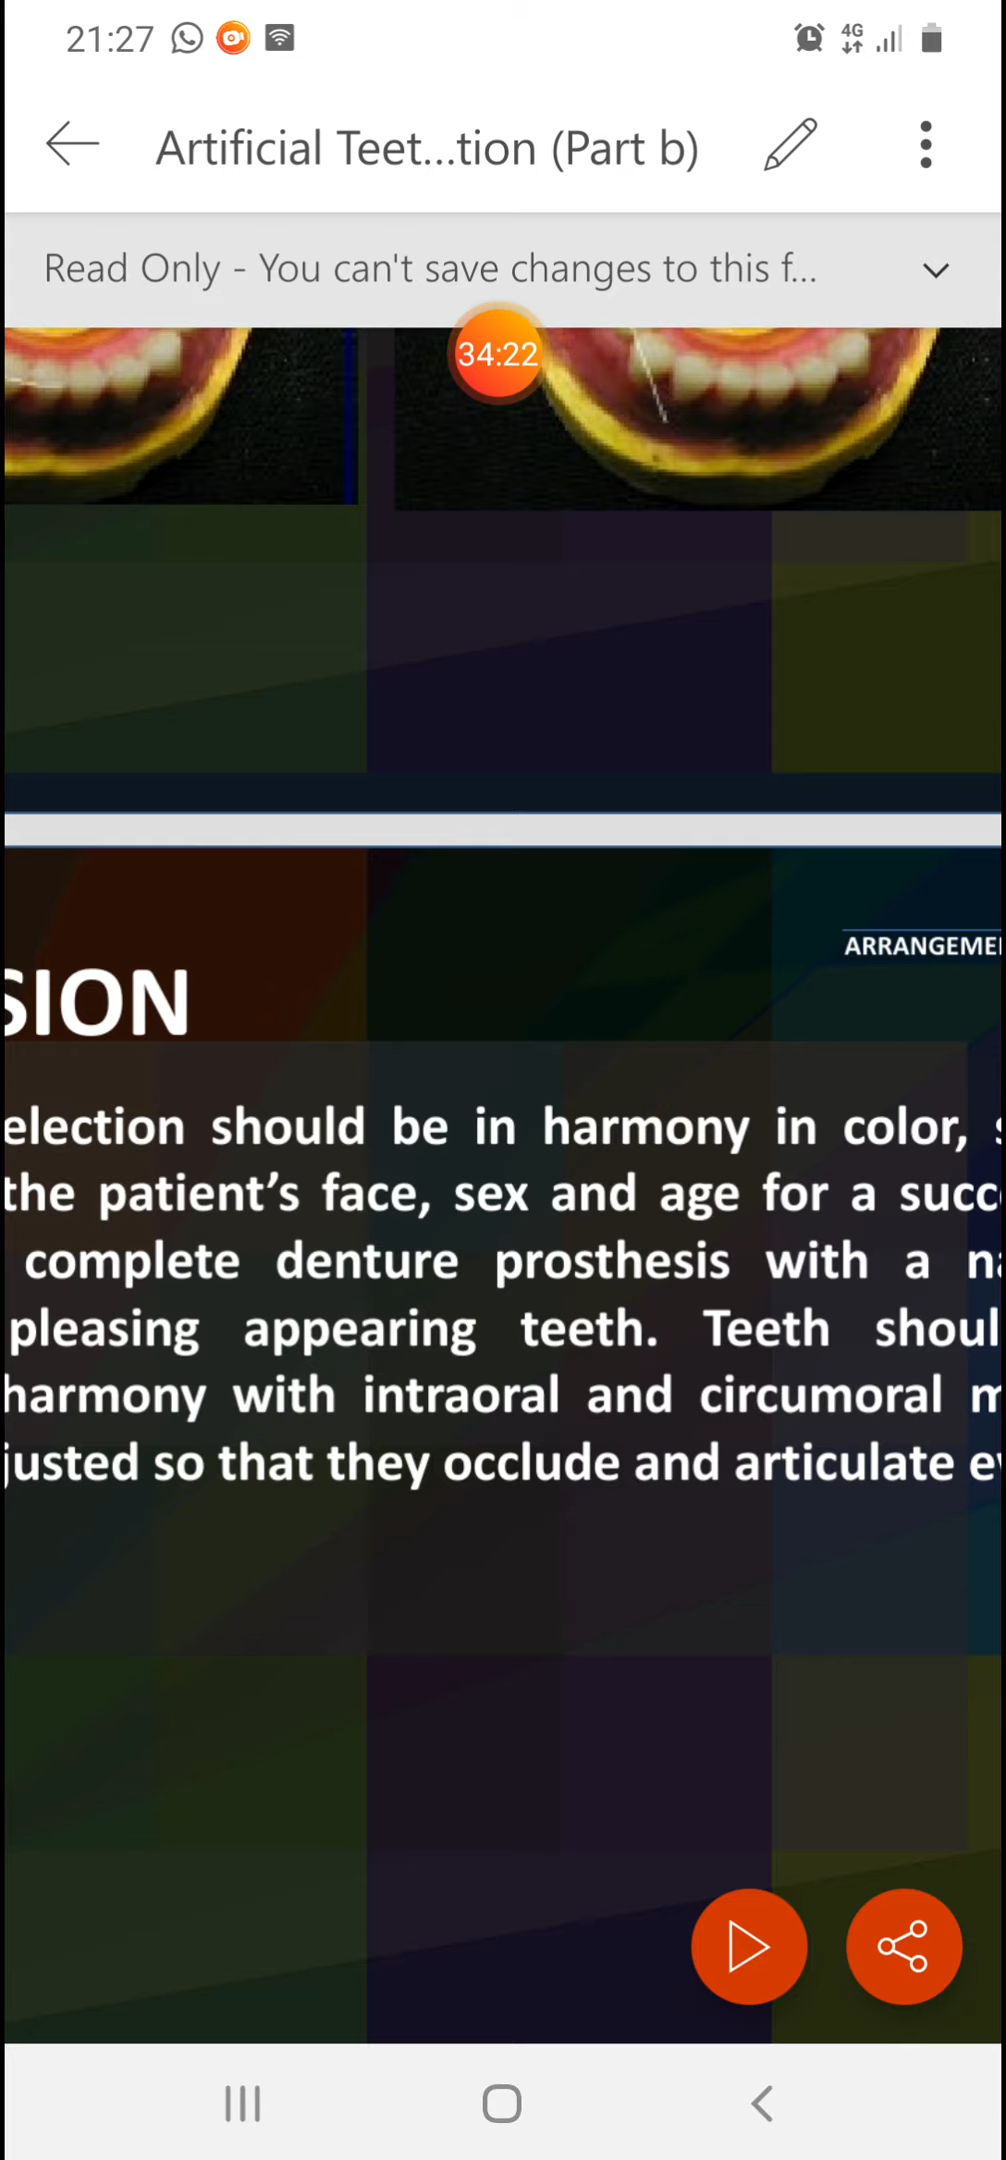 21:27
4G
Artificial Teet...tion (Part b)
Read Only - You can't save changes to this f...
34:22
ARRANGEME
SION
election should be in harmony in color,
the patient's face, sex and age for a succ
complete denture prosthesis with a na
pleasing appearing teeth. Teeth shoul
harmony with intraoral and circumoral m
justed so that they occlude and articulate ev